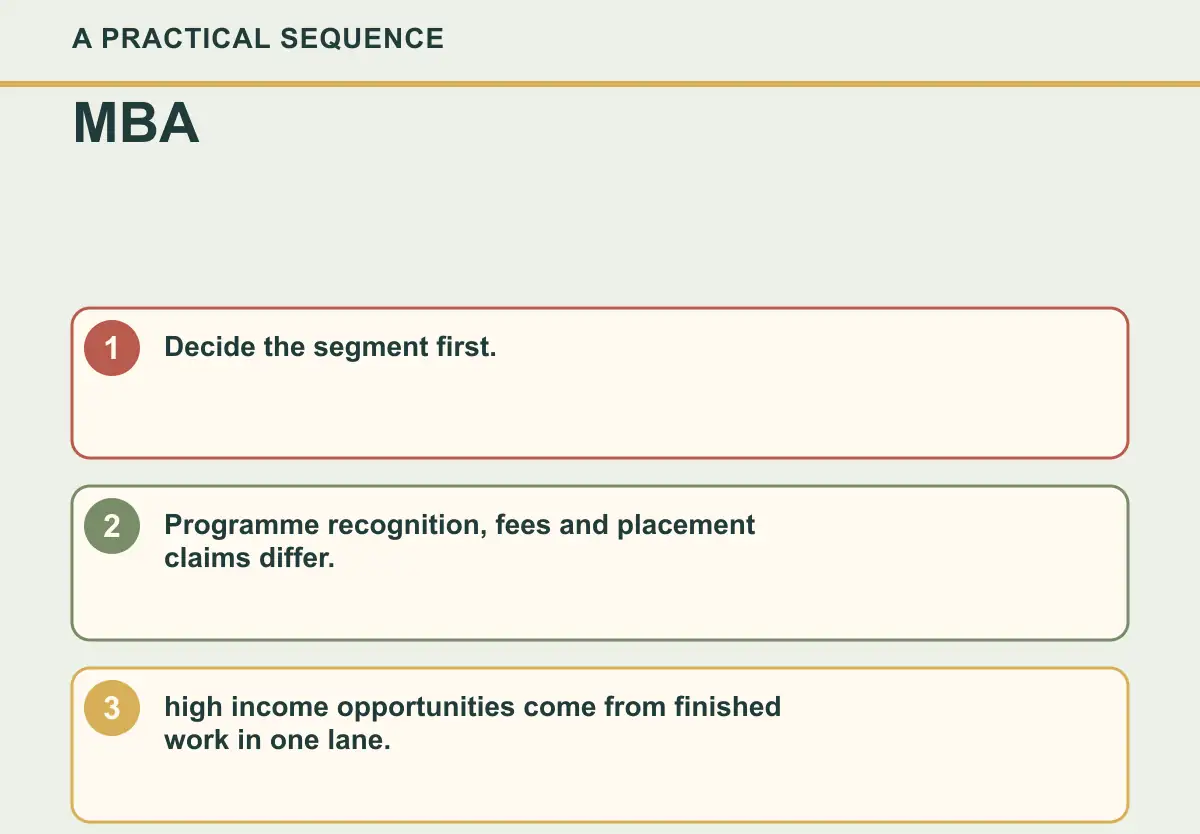 A PRACTICAL SEQUENCE
MBA
1
Decide the segment first.
2
Programme recognition, fees and placement
claims differ.
3
high income opportunities come from finished
work in one lane.